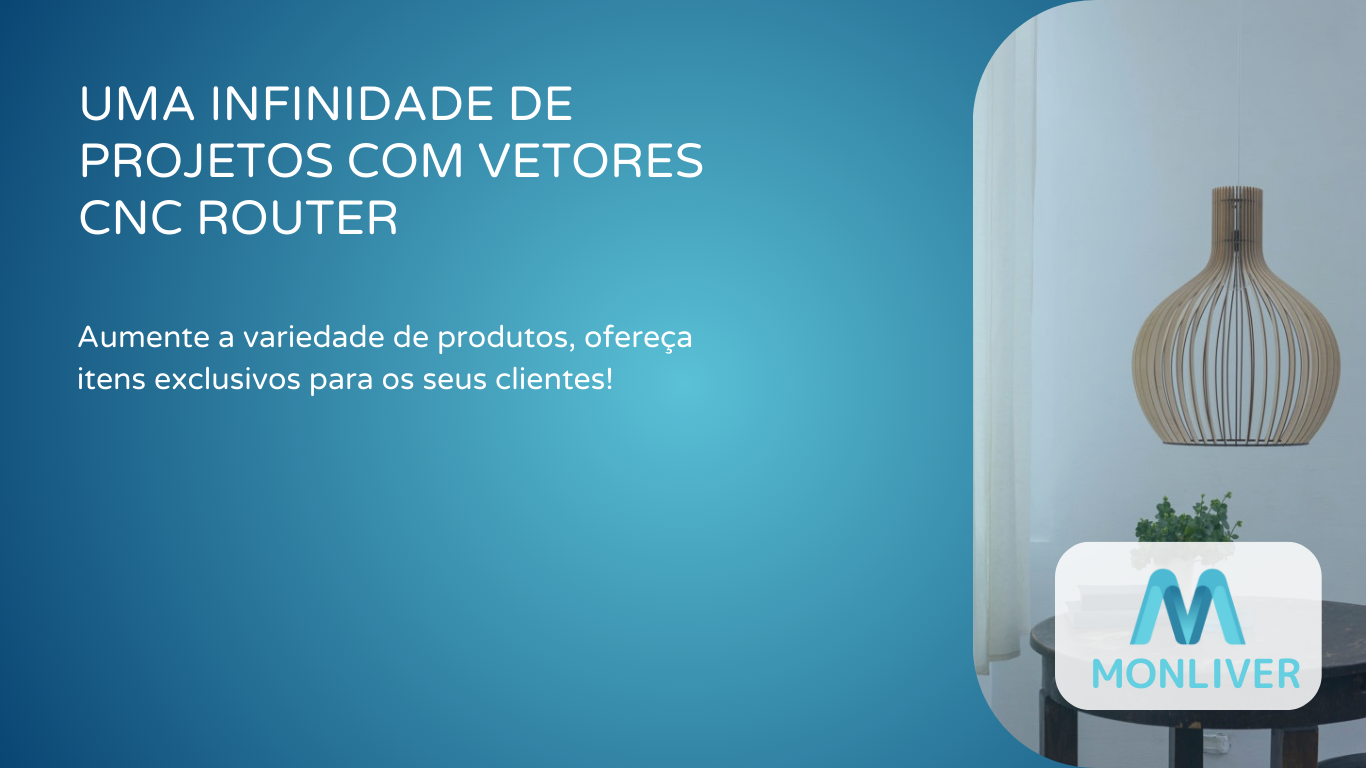 UMA INFINIDADE DE
PROJETOS COM VETORES
CNC ROUTER
Aumente a variedade de produtos, ofereça
itens exclusivos para os seus clientes!
MONLIVER